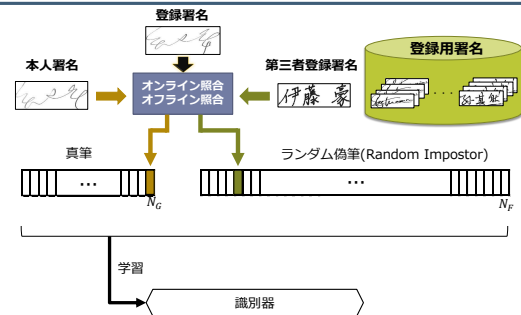 登録署名
本人署名
オンライン照合
オフライン照合
第三者登録署名
伊藤 豪
登録用署名
・・・
真筆
ランダム偽筆(Random Impostor)
...
...
N_G
N_F
学習
識別器